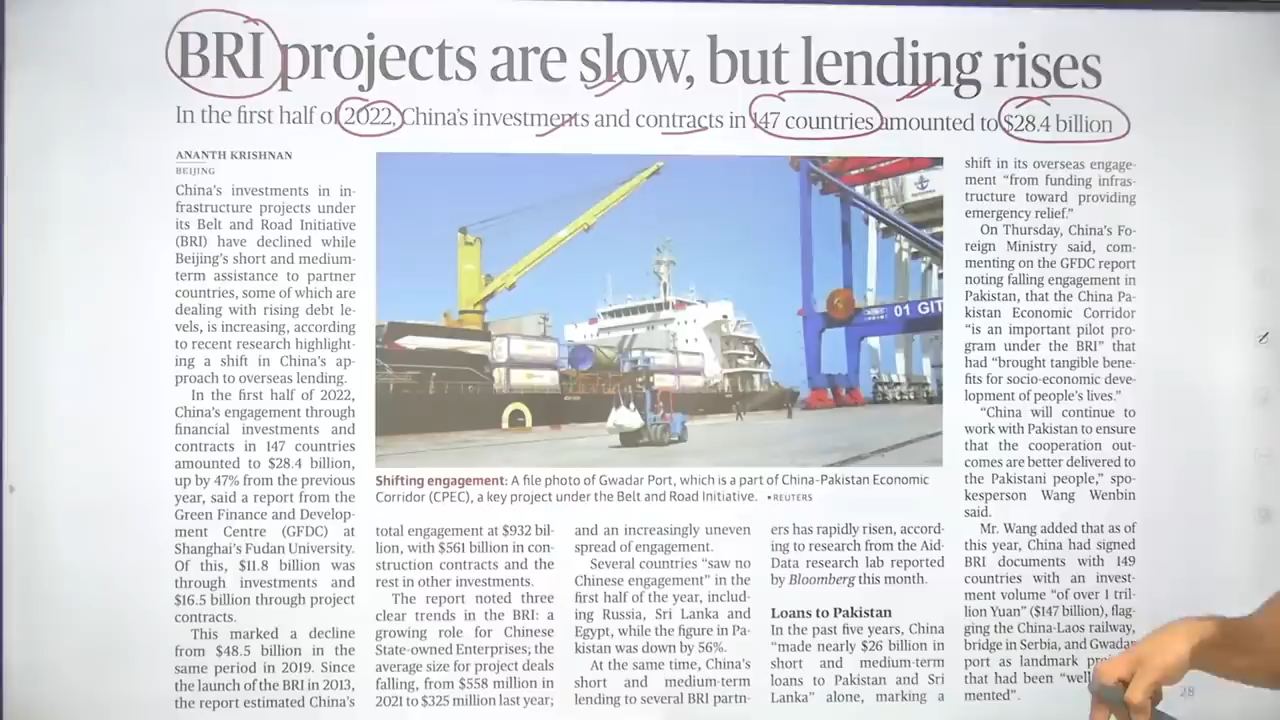 BRI projects are slow, but lending rises
In the first half of 2022, China's investments and contracts in 147 countries amounted to $28.4 billion
ANANTH KRISHNAN
BEIJING
China's investments in in-
frastructure projects under
its Belt and Road Initiative
(BRI) have declined while
Beijing's short and medium-
term assistance to partner
countries, some of which are
dealing with rising debt le-
vels, is increasing, according
to recent research highlight-
ing a shift in China's ap-
proach to overseas lending.
In the first half of 2022,
China's engagement through
financial investments and
contracts in 147 countries
amounted to $28.4 billion,
up by 47% from the previous
year, said a report from the
Green Finance and Develop-
ment Centre (GFDC) at
Shanghai's Fudan University.
Of this, $11.8 billion was
through investments and
$16.5 billion through project
contracts.
This marked a decline
from $48.5 billion in the
same period in 2019. Since
the launch of the BRI in 2013,
the report estimated China's
01 GIT
Shifting engagement: A file photo of Gwadar Port, which is a part of China-Pakistan Economic
Corridor (CPEC), a key project under the Belt and Road Initiative. • REUTERS
total engagement at $932 bil-
lion, with $561 billion in con-
struction contracts and the
rest in other investments.
The report noted three
clear trends in the BRI: a
growing role for Chinese
State-owned Enterprises; the
average size for project deals
falling, from $558 million in
2021 to $325 million last year;
and an increasingly uneven
spread of engagement.
Several countries "saw no
Chinese engagement" in the
first half of the year, includ-
ing Russia, Sri Lanka and
Egypt, while the figure in Pa-
kistan was down by 56%.
At the same time, China's
short and medium-term
lending to several BRI partn-
ers has rapidly risen, accord-
ing to research from the Aid-
Data research lab reported
by Bloomberg this month.
Loans to Pakistan
In the past five years, China
"made nearly $26 billion in
short and medium-term
loans to Pakistan and Sri
Lanka" alone, marking a
shift in its overseas engage-
ment "from funding infras-
tructure toward providing
emergency relief."
On Thursday, China's Fo-
reign Ministry said, com-
menting on the GFDC report
noting falling engagement in
Pakistan, that the China Pa-
kistan Economic Corridor
"is an important pilot pro-
gram under the BRI" that
had "brought tangible bene-
fits for socio-economic deve-
lopment of people's lives."
"China will continue to
work with Pakistan to ensure
that the cooperation out-
comes are better delivered to
the Pakistani people," spo-
kesperson Wang Wenbin
said.
Mr. Wang added that as of
this year, China had signed
BRI documents with 149
countries with an invest-
ment volume "of over 1 tril-
lion Yuan" ($147 billion), flag-
ging the China-Laos railway,
bridge in Serbia, and Gwadar
port as landmark
that had been "well
mented".
28